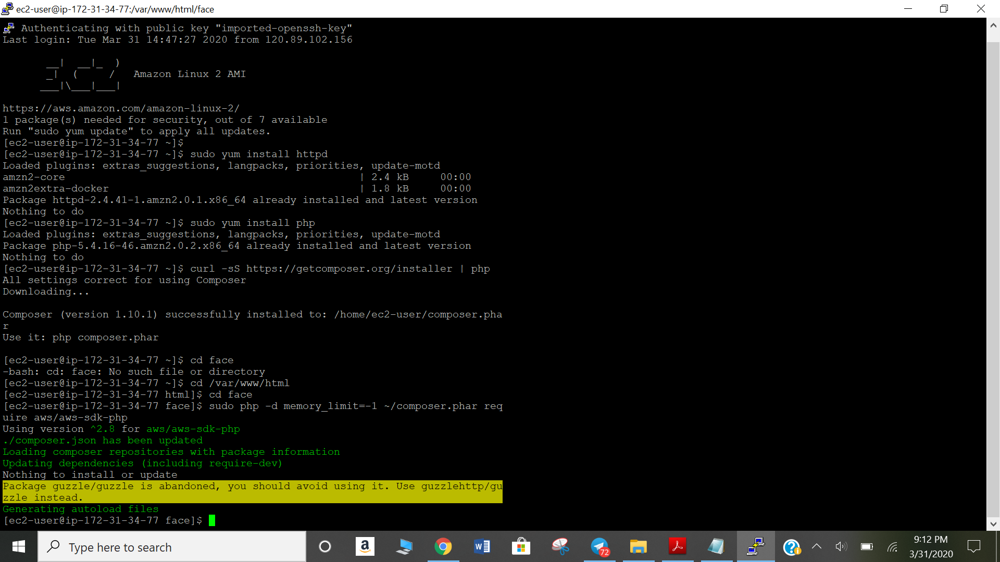 ec2-user@ip-172-31-34-77:/var/www/html/face
Authenticating with public key "imported-openssh-key"
Last login: Tue Mar 31 14:47:27 2020 from 120.89.102.156
__|  __|_  )
_|  (     /   Amazon Linux 2 AMI
___|\___|___|
https://aws.amazon.com/amazon-linux-2/
1 package(s) needed for security, out of 7 available
Run "sudo yum update" to apply all updates.
[ec2-user@ip-172-31-34-77 ~]$
[ec2-user@ip-172-31-34-77 ~]$ sudo yum install httpd
Loaded plugins: extras_suggestions, langpacks, priorities, update-motd
amzn2-core | 2.4 kB 00:00
amzn2extra-docker | 1.8 kB 00:00
Package httpd-2.4.41-1.amzn2.0.1.x86_64 already installed and latest version
Nothing to do
[ec2-user@ip-172-31-34-77 ~]$ sudo yum install php
Loaded plugins: extras_suggestions, langpacks, priorities, update-motd
Package php-5.4.16-46.amzn2.0.2.x86_64 already installed and latest version
Nothing to do
[ec2-user@ip-172-31-34-77 ~]$ curl -sS https://getcomposer.org/installer | php
All settings correct for using Composer
Downloading...
Composer (version 1.10.1) successfully installed to: /home/ec2-user/composer.pha
r
Use it: php composer.phar
[ec2-user@ip-172-31-34-77 ~]$ cd face
-bash: cd: face: No such file or directory
[ec2-user@ip-172-31-34-77 ~]$ cd /var/www/html
[ec2-user@ip-172-31-34-77 html]$ cd face
[ec2-user@ip-172-31-34-77 face]$ sudo php -d memory_limit=-1 ~/composer.phar req
uire aws/aws-sdk-php
Using version ^2.8 for aws/aws-sdk-php
./composer.json has been updated
Loading composer repositories with package information
Updating dependencies (including require-dev)
Nothing to install or update
Package guzzle/guzzle is abandoned, you should avoid using it. Use guzzlehttp/gu
zzle instead.
Generating autoload files
[ec2-user@ip-172-31-34-77 face]$
Type here to search
72
9:12 PM
3/31/2020